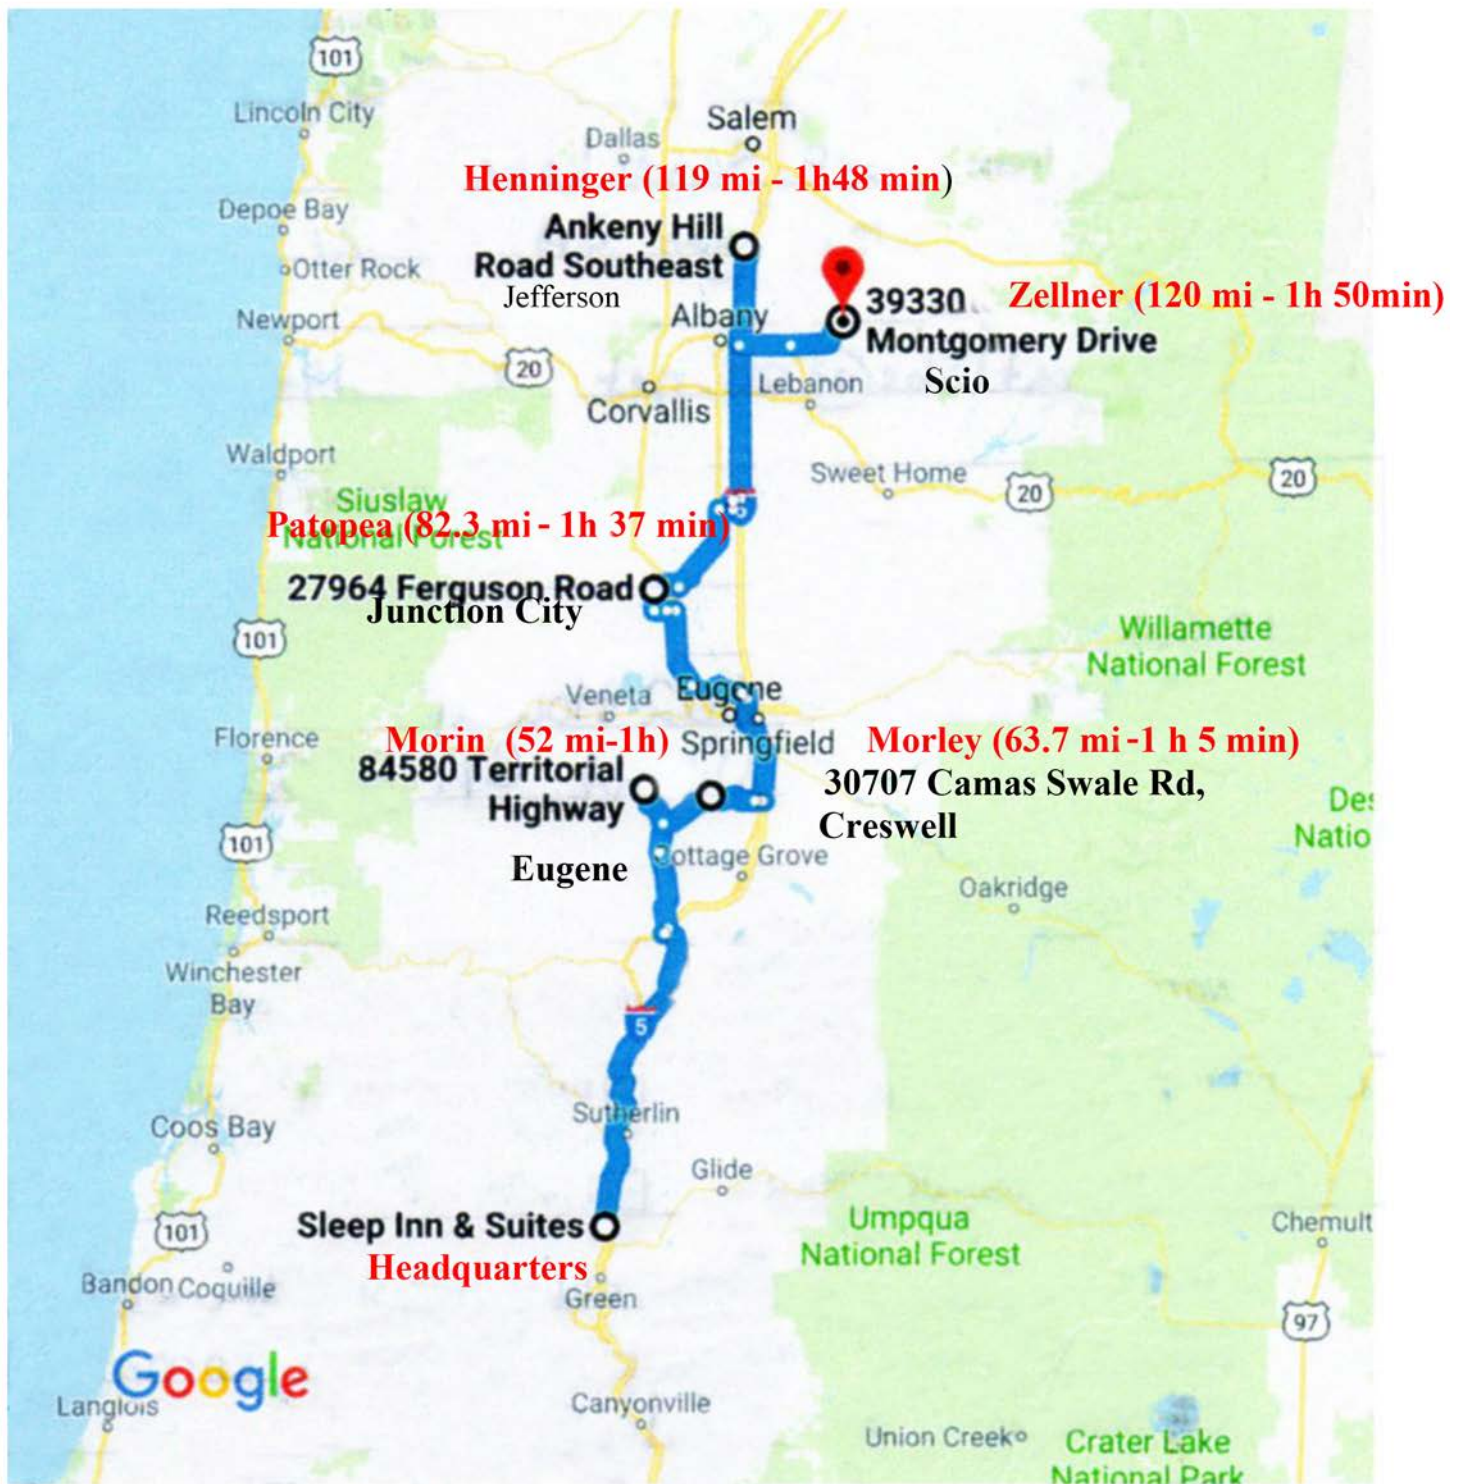 101
Lincoln City
Salem
Dallas
Henninger (119 mi - 1h48 min)
Depoe Bay
Ankeny Hill
Road Southeast
Otter Rock
Jefferson
39330
Zellner (120 mi - 1h 50min)
Newport
Albany
Montgomery Drive
20
Lebanon
Scio
Corvallis
Waldport
Sweet Home
20
20
Siuslaw
National Forest
Patopea (82.3 mi - 1h 37 min)
5
27964 Ferguson Road
Junction City
101
Willamette
National Forest
Veneta
Eugene
Florence
Morin (52 mi-1h)
Springfield
Morley (63.7 mi -1 h 5 min)
84580 Territorial
Highway
30707 Camas Swale Rd,
Creswell
Des
Natio
101
Cottage Grove
Eugene
Oakridge
Reedsport
Winchester
Bay
5
Sutherlin
Coos Bay
Glide
101
Sleep Inn & Suites
Headquarters
Umpqua
National Forest
Chemult
Bandon
Coquille
Green
97
Google
Langlois
Canyonville
Union Creek
Crater Lake
National Park